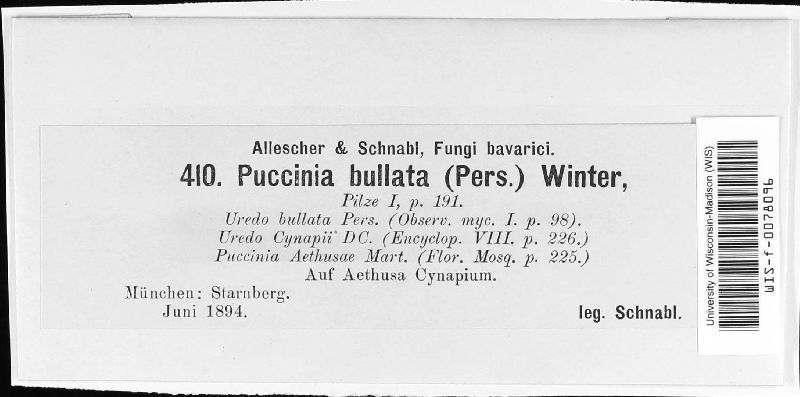 Allescher & Schnabl, Fungi bavarici.
410. Puccinia bullata (Pers.) Winter,
Pilze I, p. 191.
Uredo bullata Pers. (Observ. myc. I. p. 98).
Uredo Cynapii DC. (Encyclop. VIII. p. 226.)
Puccinia Aethusae Mart. (Flor. Mosq. p. 225.)
Auf Aethusa Cynapium.
München: Starnberg.
Juni 1894.
leg. Schnabl.
University of Wisconsin-Madison (WIS)
WIS-f-0078096